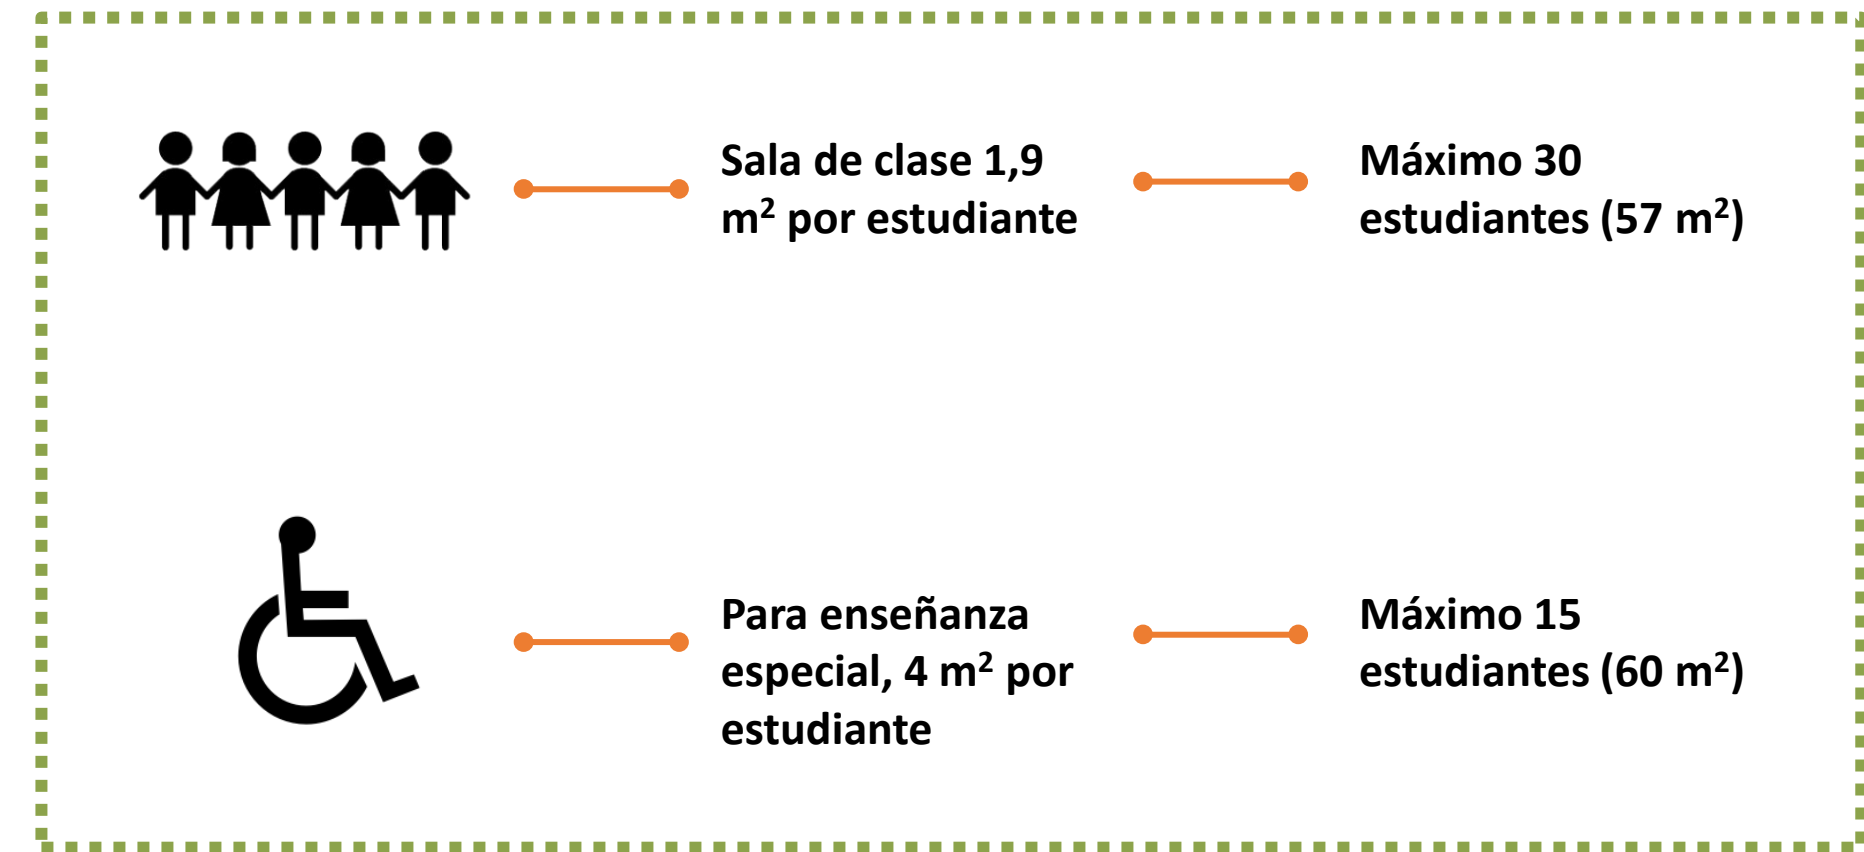 Sala de clase 1,9
m² por estudiante
Máximo 30
estudiantes (57 m²)
Para enseñanza
especial, 4 m² por
estudiante
Máximo 15
estudiantes (60 m²)